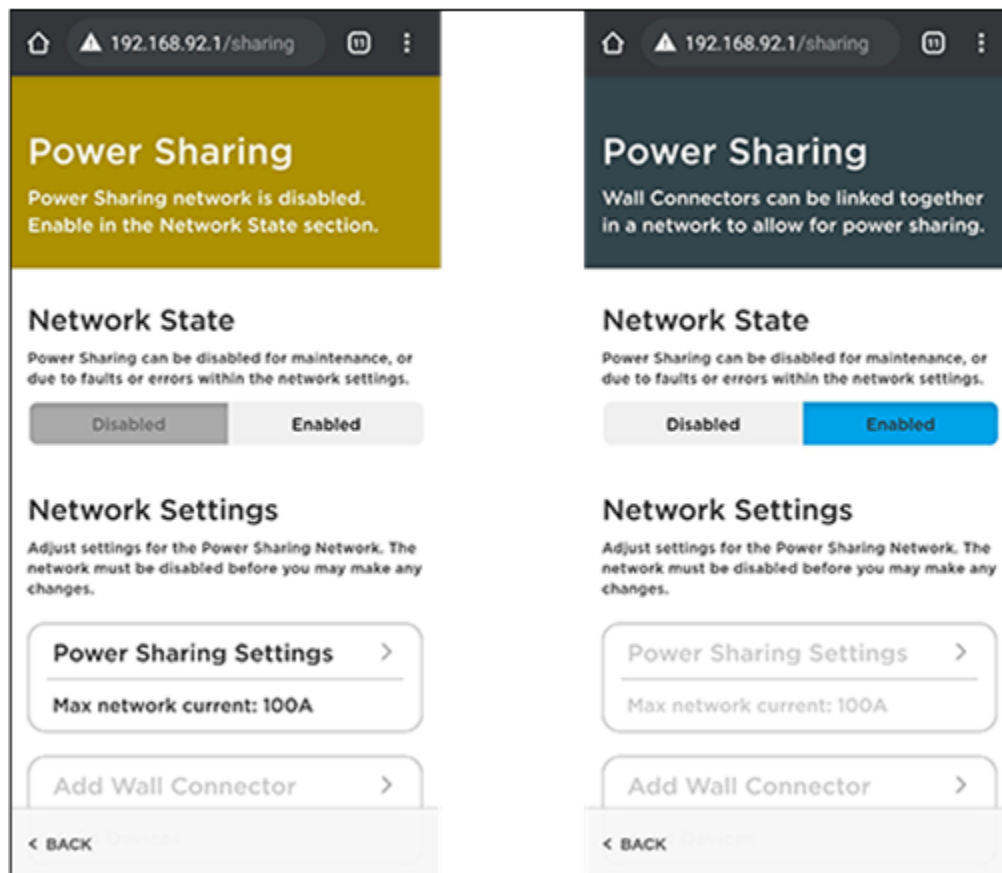 192.168.92.1/sharing
11
Power Sharing
Power Sharing network is disabled.
Enable in the Network State section.
Network State
Power Sharing can be disabled for maintenance, or
due to faults or errors within the network settings.
Disabled
Enabled
Network Settings
Adjust settings for the Power Sharing Network. The
network must be disabled before you may make any
changes.
Power Sharing Settings
Max network current: 100A
Add Wall Connector
< BACK
192.168.92.1/sharing
11
Power Sharing
Wall Connectors can be linked together
in a network to allow for power sharing.
Network State
Power Sharing can be disabled for maintenance, or
due to faults or errors within the network settings.
Disabled
Enabled
Network Settings
Adjust settings for the Power Sharing Network. The
network must be disabled before you may make any
changes.
Power Sharing Settings
Max network current: 100A
Add Wall Connector
< BACK